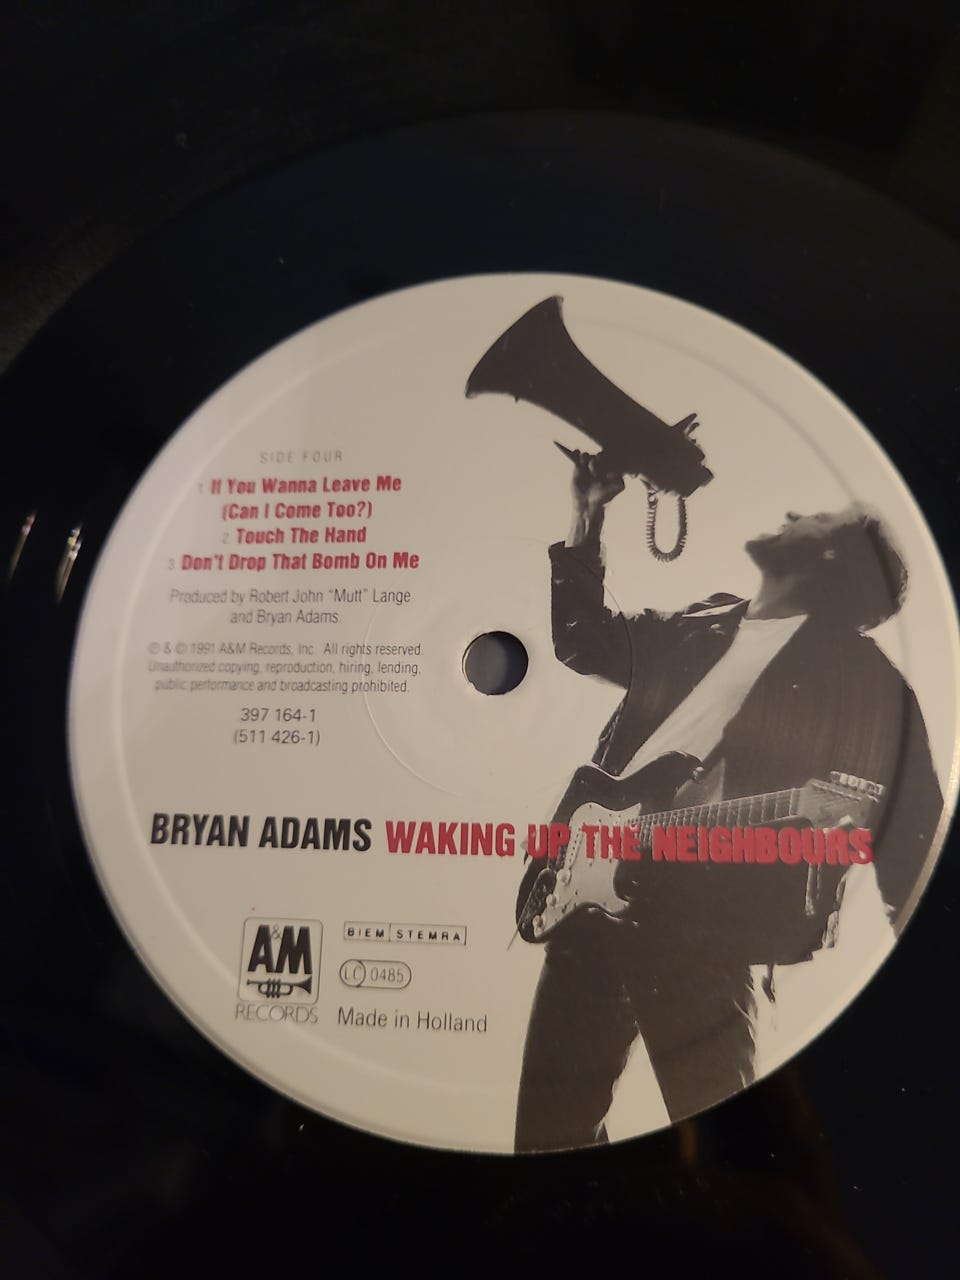 SIDE FOUR
1 If You Wanna Leave Me
(Can I Come Too?)
2 Touch The Hand
3 Don't Drop That Bomb On Me
Produced by Robert John "Mutt" Lange
and Bryan Adams.
℗ & © 1991 A&M Records, Inc. All rights reserved.
Unauthorized copying, reproduction, hiring, lending,
public performance and broadcasting prohibited.
397 164-1
(511 426-1)
BRYAN ADAMS WAKING UP THE NEIGHBOURS
A&M
RECORDS
BIEM STEMRA
LC 0485
Made in Holland